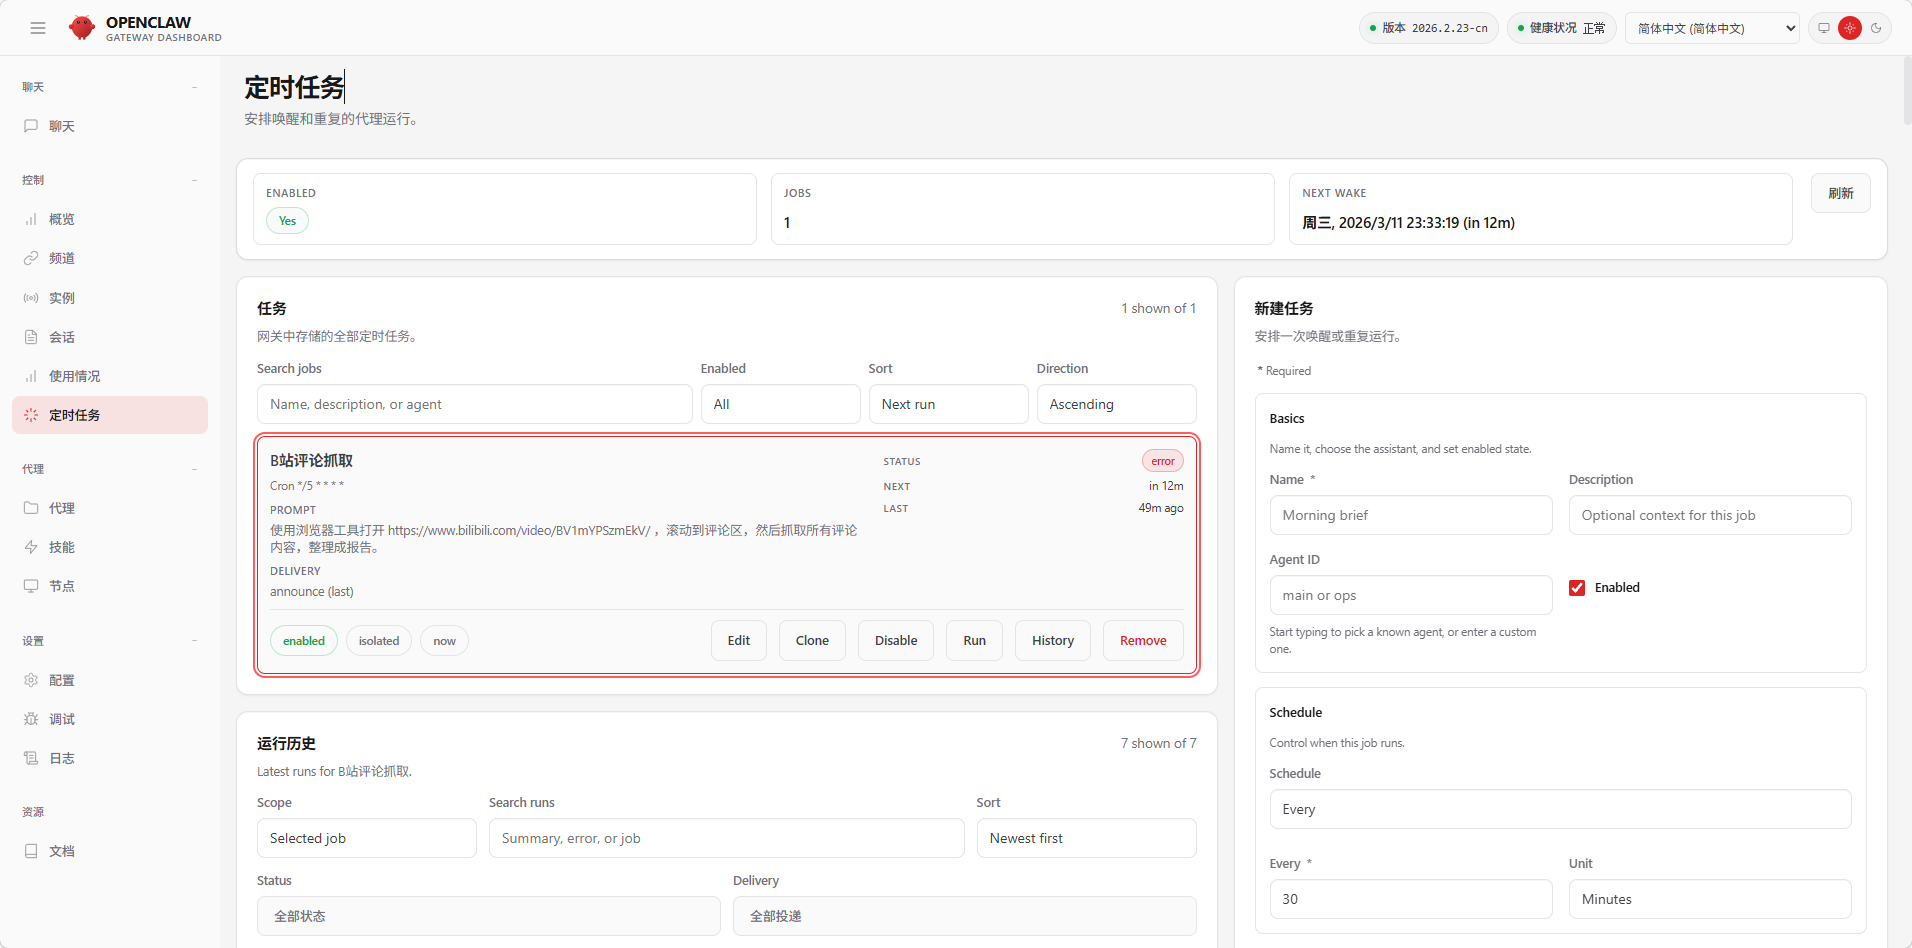 OPENCLAW
GATEWAY DASHBOARD
版本 2026.2.23-cn
健康状况 正常
简体中文 (简体中文)
聊天
聊天
控制
概览
频道
实例
会话
使用情况
定时任务
代理
代理
技能
节点
设置
配置
调试
日志
资源
文档
定时任务
安排唤醒和重复的代理运行。
ENABLED
Yes
JOBS
1
NEXT WAKE
周三, 2026/3/11 23:33:19 (in 12m)
刷新
任务
1 shown of 1
网关中存储的全部定时任务。
Search jobs
Enabled
Sort
Direction
Name, description, or agent
All
Next run
Ascending
B站评论抓取
Cron */5 * * * *
PROMPT
使用浏览器工具打开 https://www.bilibili.com/video/BV1mYPSzmEkV/ ，滚动到评论区，然后抓取所有评论
内容，整理成报告。
DELIVERY
announce (last)
STATUS
error
NEXT
in 12m
LAST
49m ago
enabled
isolated
now
Edit
Clone
Disable
Run
History
Remove
运行历史
7 shown of 7
Latest runs for B站评论抓取.
Scope
Search runs
Sort
Selected job
Summary, error, or job
Newest first
Status
Delivery
全部状态
全部投递
新建任务
安排一次唤醒或重复运行。
* Required
Basics
Name it, choose the assistant, and set enabled state.
Name *
Description
Morning brief
Optional context for this job
Agent ID
main or ops
Enabled
Start typing to pick a known agent, or enter a custom
one.
Schedule
Control when this job runs.
Schedule
Every
Every *
Unit
30
Minutes